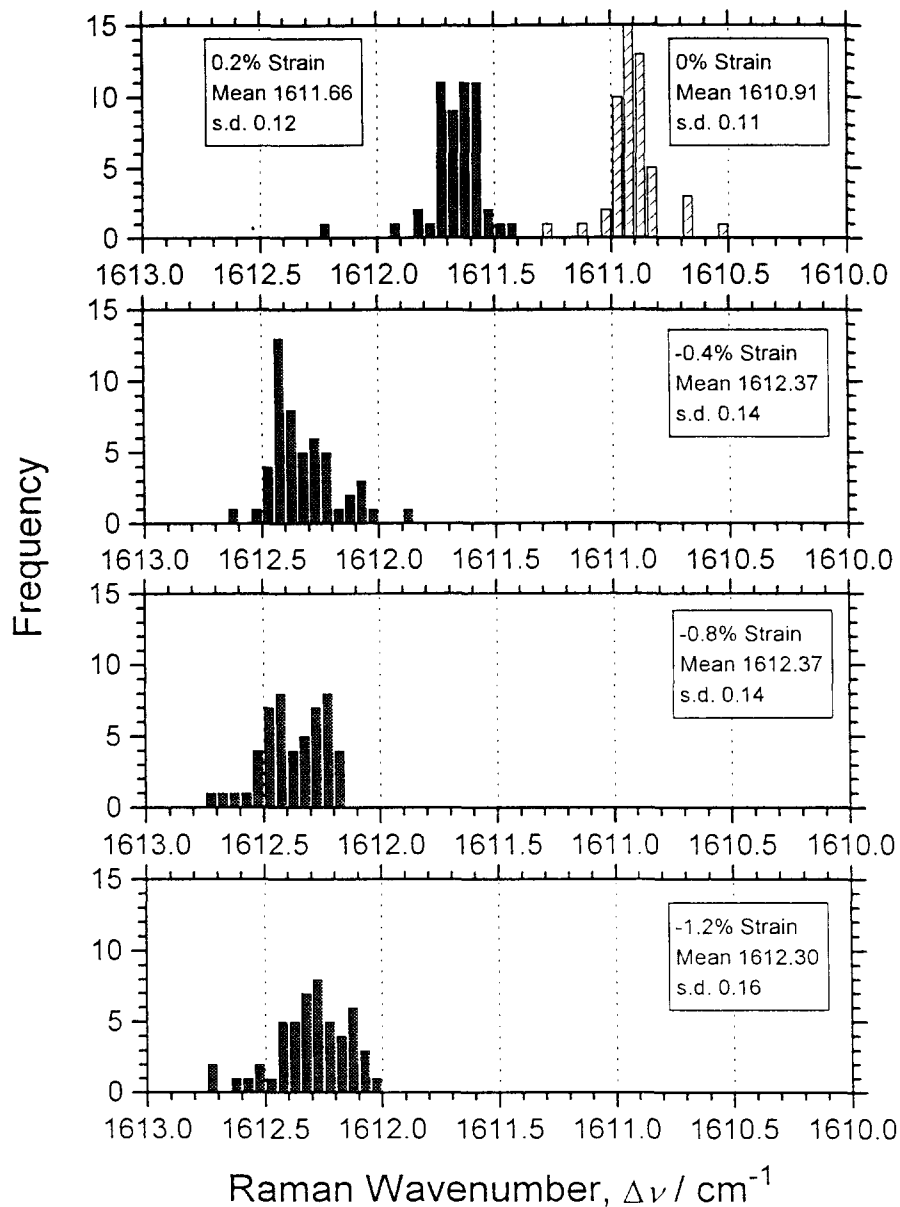 15
10
5
0
0.2% Strain
Mean 1611.66
s.d. 0.12
0% Strain
Mean 1610.91
s.d. 0.11
1613.0 1612.5 1612.0 1611.5 1611.0 1610.5 1610.0
15
10
5
0
-0.4% Strain
Mean 1612.37
s.d. 0.14
1613.0 1612.5 1612.0 1611.5 1611.0 1610.5 1610.0
Frequency
15
10
5
0
-0.8% Strain
Mean 1612.37
s.d. 0.14
1613.0 1612.5 1612.0 1611.5 1611.0 1610.5 1610.0
15
10
5
0
-1.2% Strain
Mean 1612.30
s.d. 0.16
1613.0 1612.5 1612.0 1611.5 1611.0 1610.5 1610.0
Raman Wavenumber, Δν / cm⁻¹